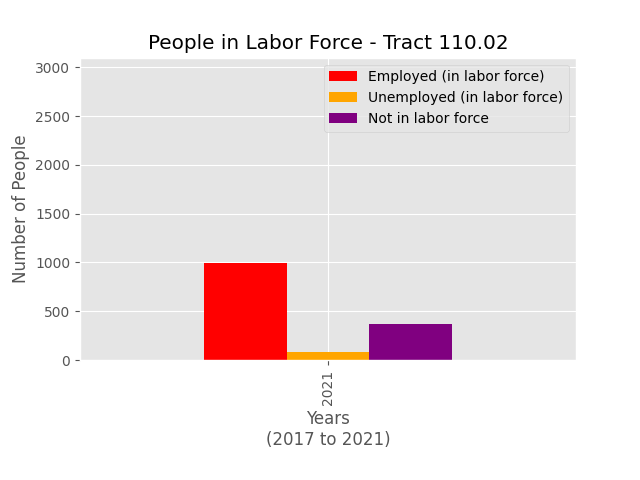 People in Labor Force - Tract 110.02
Employed (in labor force)
Unemployed (in labor force)
Not in labor force
Number of People
3000
2500
2000
1500
1000
500
0
2021
Years
(2017 to 2021)